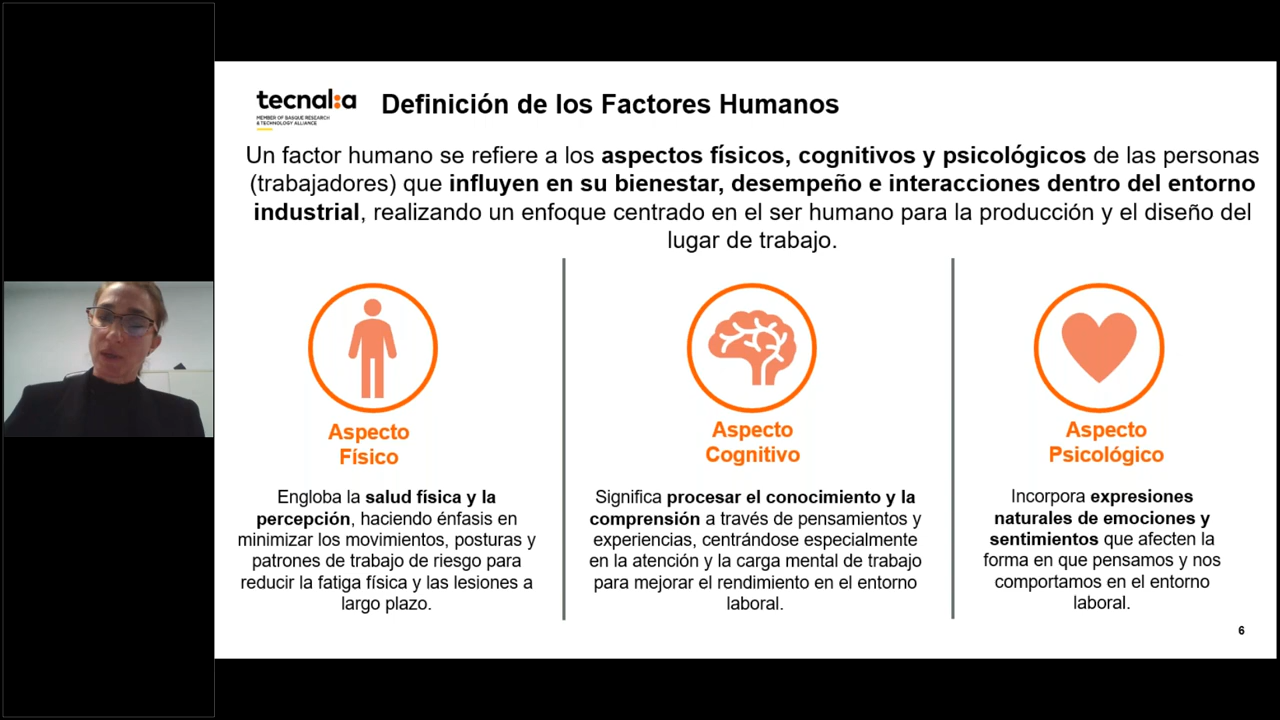 tecnal:a
MEMBER OF BASQUE RESEARCH
& TECHNOLOGY ALLIANCE
Definición de los Factores Humanos
Un factor humano se refiere a los aspectos físicos, cognitivos y psicológicos de las personas
(trabajadores) que influyen en su bienestar, desempeño e interacciones dentro del entorno
industrial, realizando un enfoque centrado en el ser humano para la producción y el diseño del
lugar de trabajo.
Aspecto
Físico
Engloba la salud física y la
percepción, haciendo énfasis en
minimizar los movimientos, posturas y
patrones de trabajo de riesgo para
reducir la fatiga física y las lesiones a
largo plazo.
Aspecto
Cognitivo
Significa procesar el conocimiento y la
comprensión a través de pensamientos y
experiencias, centrándose especialmente
en la atención y la carga mental de trabajo
para mejorar el rendimiento en el entorno
laboral.
Aspecto
Psicológico
Incorpora expresiones
naturales de emociones y
sentimientos que afecten la
forma en que pensamos y nos
comportamos en el entorno
laboral.
6